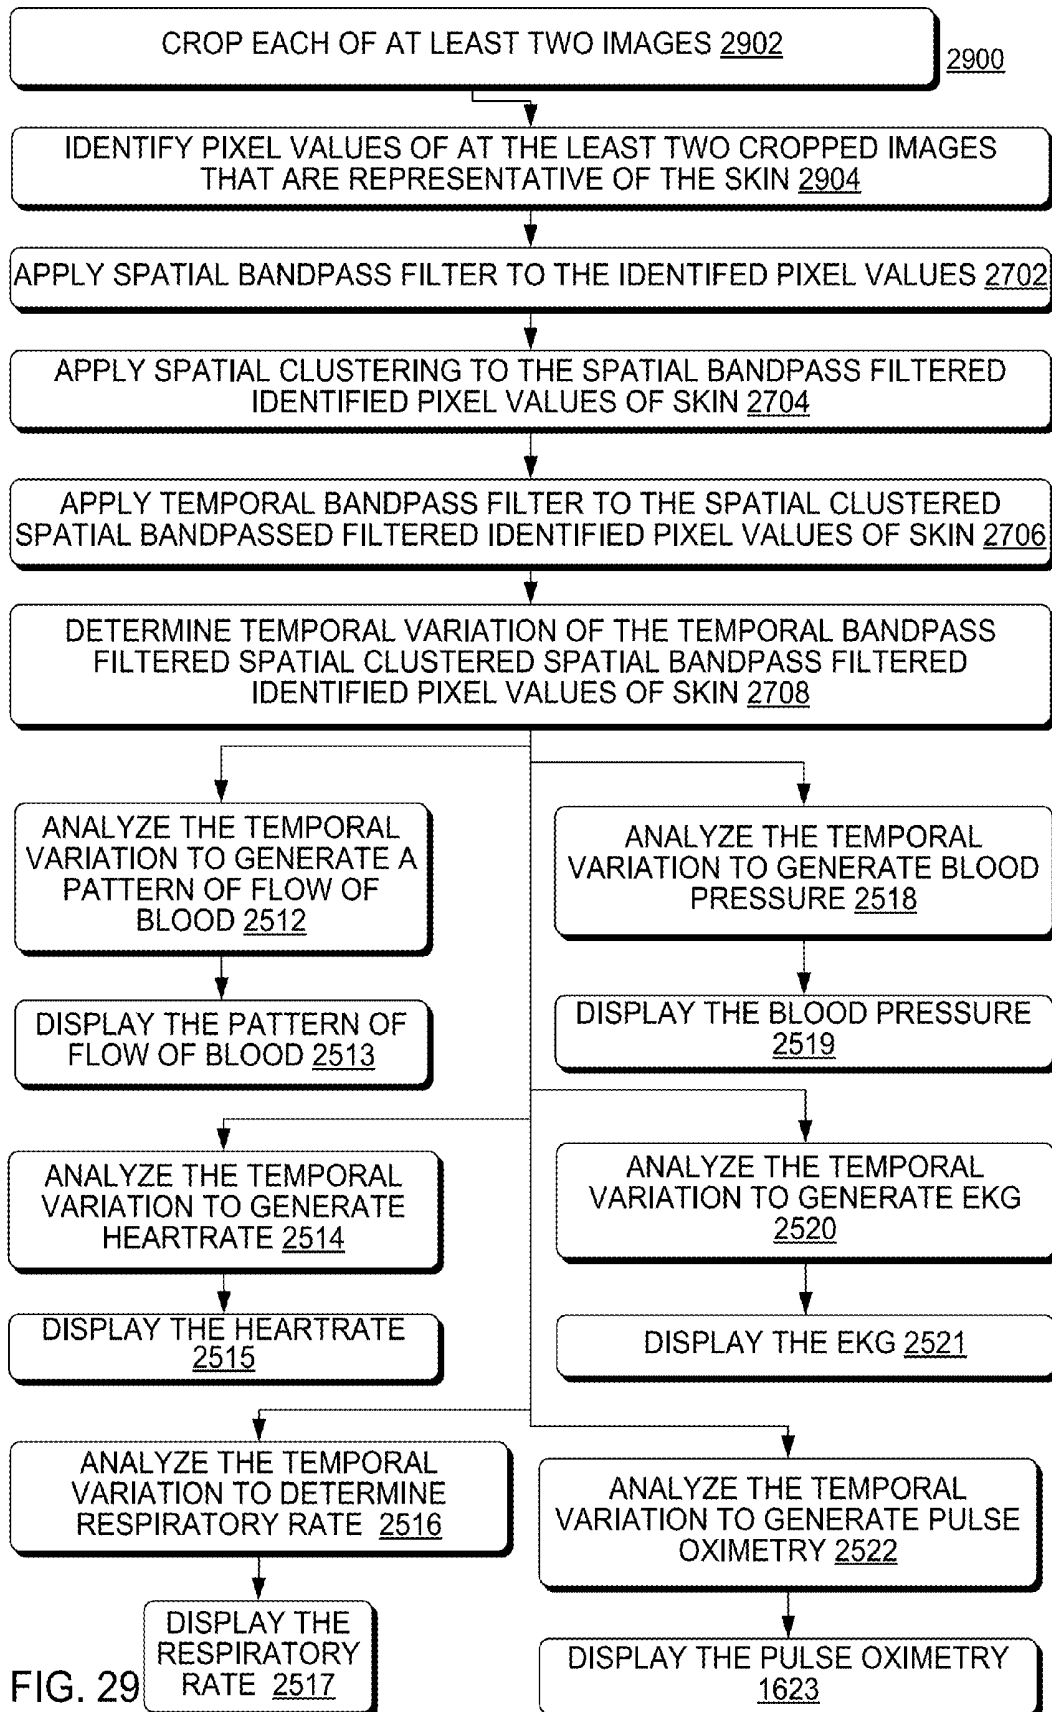 CROP EACH OF AT LEAST TWO IMAGES 2902
2900
IDENTIFY PIXEL VALUES OF AT THE LEAST TWO CROPPED IMAGES
THAT ARE REPRESENTATIVE OF THE SKIN 2904
APPLY SPATIAL BANDPASS FILTER TO THE IDENTIFED PIXEL VALUES 2702
APPLY SPATIAL CLUSTERING TO THE SPATIAL BANDPASS FILTERED
IDENTIFIED PIXEL VALUES OF SKIN 2704
APPLY TEMPORAL BANDPASS FILTER TO THE SPATIAL CLUSTERED
SPATIAL BANDPASSED FILTERED IDENTIFIED PIXEL VALUES OF SKIN 2706
DETERMINE TEMPORAL VARIATION OF THE TEMPORAL BANDPASS
FILTERED SPATIAL CLUSTERED SPATIAL BANDPASS FILTERED
IDENTIFIED PIXEL VALUES OF SKIN 2708
ANALYZE THE TEMPORAL
VARIATION TO GENERATE A
PATTERN OF FLOW OF
BLOOD 2512
ANALYZE THE TEMPORAL
VARIATION TO GENERATE BLOOD
PRESSURE 2518
DISPLAY THE PATTERN OF
FLOW OF BLOOD 2513
DISPLAY THE BLOOD PRESSURE
2519
ANALYZE THE TEMPORAL
VARIATION TO GENERATE
HEARTRATE 2514
ANALYZE THE TEMPORAL
VARIATION TO GENERATE EKG
2520
DISPLAY THE HEARTRATE
2515
DISPLAY THE EKG 2521
ANALYZE THE TEMPORAL
VARIATION TO DETERMINE
RESPIRATORY RATE 2516
ANALYZE THE TEMPORAL
VARIATION TO GENERATE PULSE
OXIMETRY 2522
DISPLAY THE
RESPIRATORY
RATE 2517
DISPLAY THE PULSE OXIMETRY
1623
FIG. 29